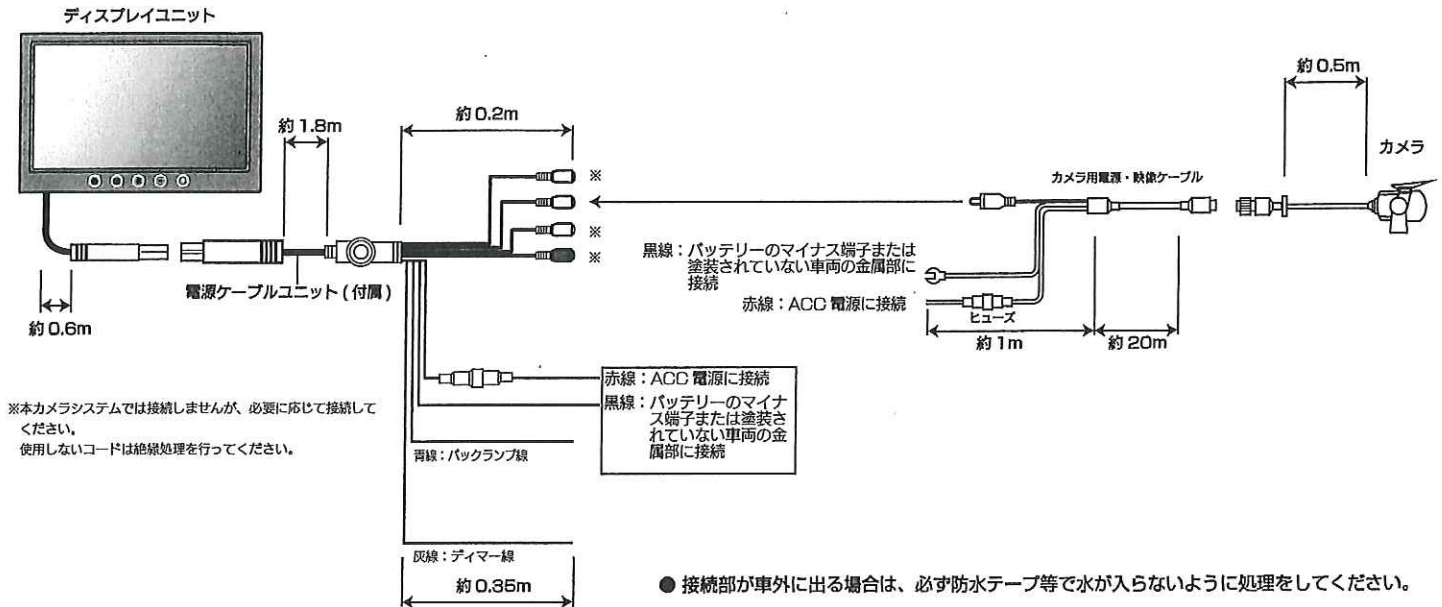 ディスプレイユニット
約0.5m
約1.8m
約0.2m
カメラ
カメラ用電源・映像ケーブル
※
※
※
黒線：バッテリーのマイナス端子または
塗装されていない車両の金属部に
接続
赤線：ACC 電源に接続
ヒューズ
電源ケーブルユニット(付属)
約0.6m
約1m
約20m
赤線：ACC 電源に接続
黒線：バッテリーのマイナ
ス端子または塗装さ
れていない車両の金
属部に接続
※本カメラシステムでは接続しませんが、必要に応じて接続して
ください。
使用しないコードは絶縁処理を行ってください。
青線：バックランプ線
灰線：ディマー線
約0.35m
● 接続部が車外に出る場合は、必ず防水テープ等で水が入らないように処理をしてください。